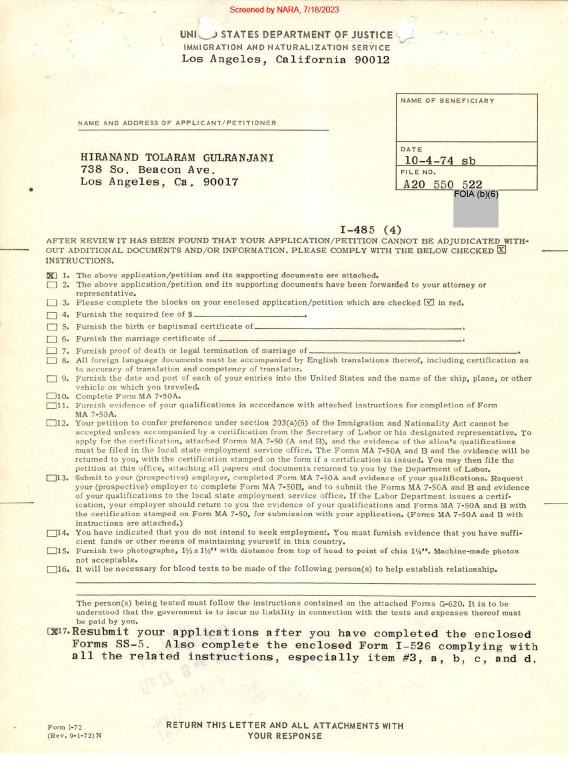 Screened by NARA, 7/18/2023
UNI D STATES DEPARTMENT OF JUSTICE
IMMIGRATION AND NATURALIZATION SERVICE
Los Angeles, California 90012
NAME OF BENEFICIARY
NAME AND ADDRESS OF APPLICANT/PETITIONER
DATE
10-4-74 sb
FILE NO.
A20 550 522
FOIA (b)(6)
HIRANAND TOLARAM GULRANJANI
738 So. Beacon Ave.
Los Angeles, Ca. 90017
I-485 (4)
AFTER REVIEW IT HAS BEEN FOUND THAT YOUR APPLICATION/PETITION CANNOT BE ADJUDICATED WITH-
OUT ADDITIONAL DOCUMENTS AND/OR INFORMATION. PLEASE COMPLY WITH THE BELOW CHECKED X
INSTRUCTIONS.
X 1. The above application/petition and its supporting documents are attached.
2. The above application/petition and its supporting documents have been forwarded to your attorney or
representative.
3. Please complete the blocks on your enclosed application/petition which are checked ✓ in red.
4. Furnish the required fee of $ .
5. Furnish the birth or baptismal certificate of .
6. Furnish the marriage certificate of .
7. Furnish proof of death or legal termination of marriage of .
8. All foreign language documents must be accompanied by English translations thereof, including certification as
to accuracy of translation and competency of translator.
9. Furnish the date and port of each of your entries into the United States and the name of the ship, plane, or other
vehicle on which you traveled.
10. Complete Form MA 7-50A.
11. Furnish evidence of your qualifications in accordance with attached instructions for completion of Form
MA 7-50A.
12. Your petition to confer preference under section 203(a)(6) of the Immigration and Nationality Act cannot be
accepted unless accompanied by a certification from the Secretary of Labor or his designated representative. To
apply for the certification, attached Forms MA 7-50 (A and B), and the evidence of the alien's qualifications
must be filed in the local state employment service office. The Forms MA 7-50A and B and the evidence will be
returned to you, with the certification stamped on the form if a certification is issued. You may then file the
petition at this office, attaching all papers and documents returned to you by the Department of Labor.
13. Submit to your (prospective) employer, completed Form MA 7-50A and evidence of your qualifications. Request
your (prospective) employer to complete Form MA 7-50B, and to submit the Forms MA 7-50A and B and evidence
of your qualifications to the local state employment service office. If the Labor Department issues a certif-
ication, your employer should return to you the evidence of your qualifications and Forms MA 7-50A and B with
the certification stamped on Form MA 7-50, for submission with your application. (Forms MA 7-50A and B with
instructions are attached.)
14. You have indicated that you do not intend to seek employment. You must furnish evidence that you have suffi-
cient funds or other means of maintaining yourself in this country.
15. Furnish two photographs, 1½ x 1½" with distance from top of head to point of chin 1¼". Machine-made photos
not acceptable.
16. It will be necessary for blood tests to be made of the following person(s) to help establish relationship.
The person(s) being tested must follow the instructions contained on the attached Forms G-620. It is to be
understood that the government is to incur no liability in connection with the tests and expenses thereof must
be paid by you.
X 17. Resubmit your applications after you have completed the enclosed
Forms SS-5. Also complete the enclosed Form I-526 complying with
all the related instructions, especially item #3, a, b, c, and d.
Form I-72
(Rev. 9-1-72) N
RETURN THIS LETTER AND ALL ATTACHMENTS WITH
YOUR RESPONSE